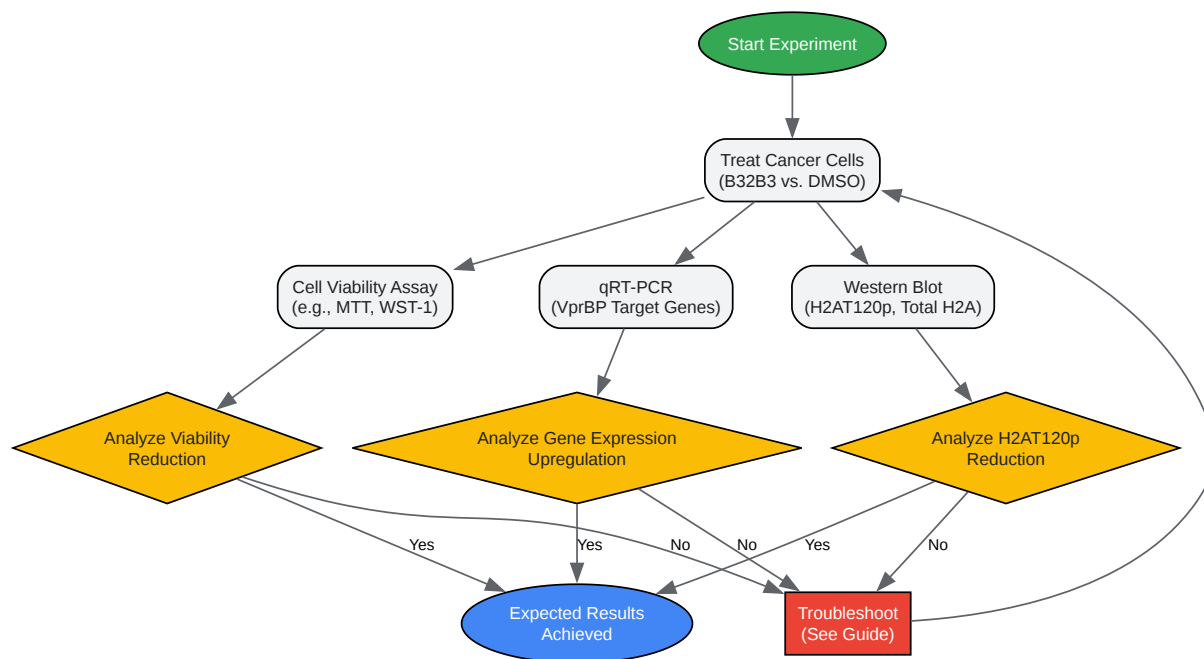 Start Experiment
Treat Cancer Cells
(B32B3 vs. DMSO)
Cell Viability Assay
(e.g., MTT, WST-1)
qRT-PCR
(VprBP Target Genes)
Western Blot
(H2AT120p, Total H2A)
Analyze Viability
Reduction
Analyze Gene Expression
Upregulation
Analyze H2AT120p
Reduction
Yes
Yes
No
No
Yes
No
Expected Results
Achieved
Troubleshoot
(See Guide)